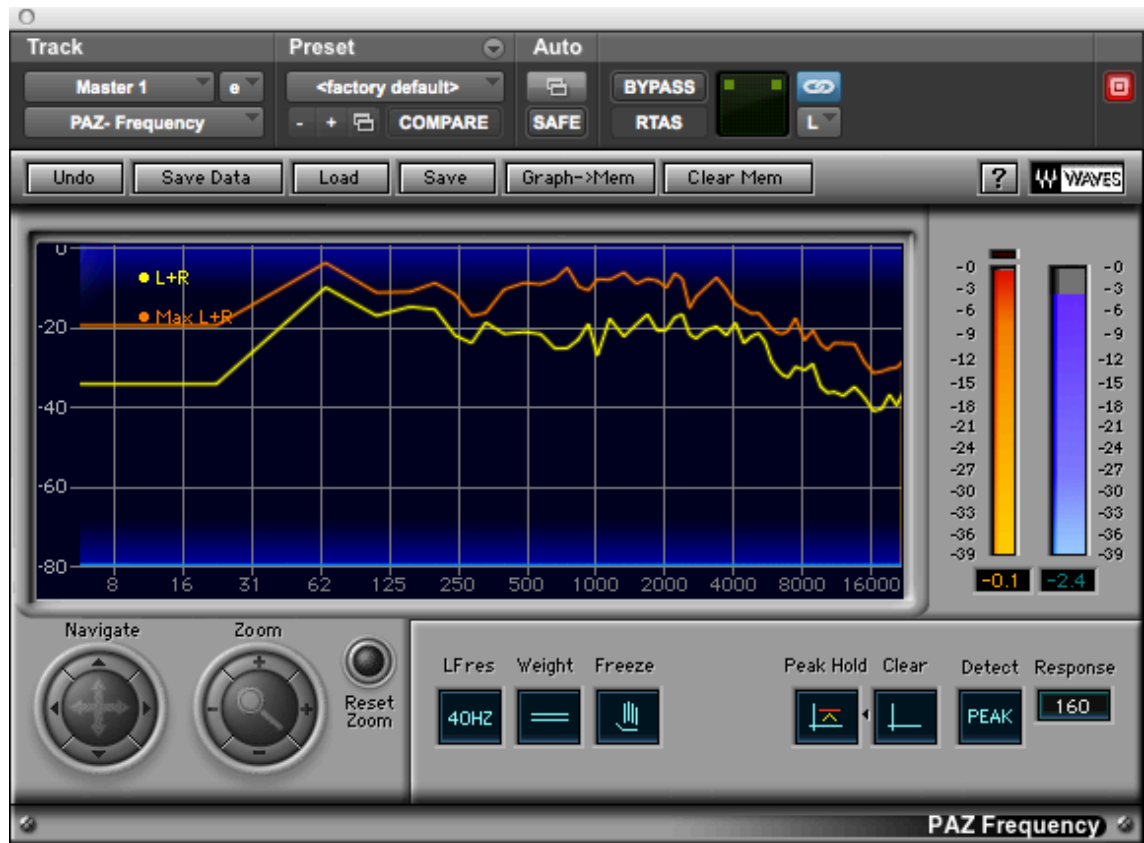 Track Preset Auto
Master 1 e <factory default> BYPASS
PAZ- Frequency - + COMPARE SAFE RTAS L
Undo Save Data Load Save Graph->Mem Clear Mem ? WAVES
0
L+R
Max L+R
-20
-40
-60
-80
8 16 31 62 125 250 500 1000 2000 4000 8000 16000
-0 -0
-3 -3
-6 -6
-9 -9
-12 -12
-15 -15
-18 -18
-21 -21
-24 -24
-27 -27
-30 -30
-33 -33
-36 -36
-39 -39
-0.1 -2.4
Navigate Zoom
Reset
Zoom
LFres Weight Freeze Peak Hold Clear Detect Response
40HZ PEAK 160
PAZ Frequency